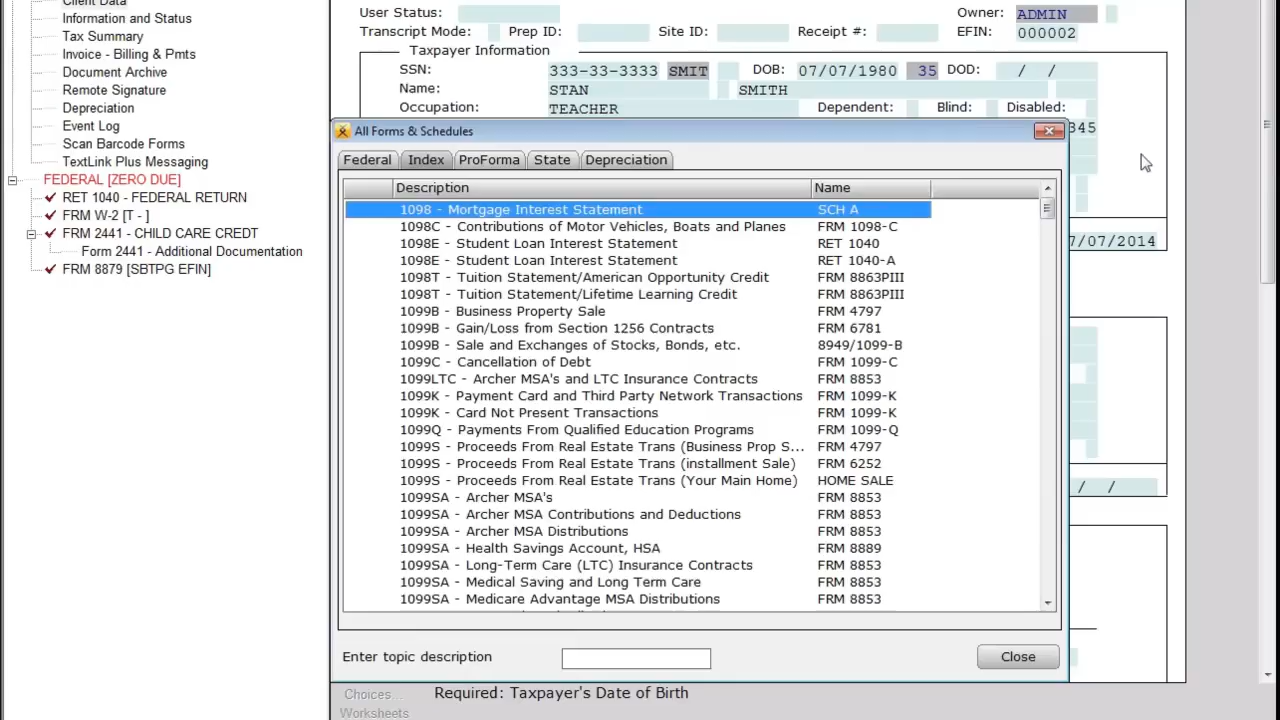 Client Data
Information and Status
Tax Summary
Invoice - Billing & Pmts
Document Archive
Remote Signature
Depreciation
Event Log
Scan Barcode Forms
TextLink Plus Messaging
FEDERAL [ZERO DUE]
RET 1040 - FEDERAL RETURN
FRM W-2 [T - ]
FRM 2441 - CHILD CARE CREDT
Form 2441 - Additional Documentation
FRM 8879 [SBTPG EFIN]
User Status: Owner: ADMIN
Transcript Mode: Prep ID: Site ID: Receipt #: EFIN: 000002
Taxpayer Information
SSN: 333-33-3333 SMIT DOB: 07/07/1980 35 DOD: / /
Name: STAN SMITH
Occupation: TEACHER Dependent: Blind: Disabled:
345
7/07/2014
/ /
All Forms & Schedules
Federal Index ProForma State Depreciation
Description Name
1098 - Mortgage Interest Statement SCH A
1098C - Contributions of Motor Vehicles, Boats and Planes FRM 1098-C
1098E - Student Loan Interest Statement RET 1040
1098E - Student Loan Interest Statement RET 1040-A
1098T - Tuition Statement/American Opportunity Credit FRM 8863PIII
1098T - Tuition Statement/Lifetime Learning Credit FRM 8863PIII
1099B - Business Property Sale FRM 4797
1099B - Gain/Loss from Section 1256 Contracts FRM 6781
1099B - Sale and Exchanges of Stocks, Bonds, etc. 8949/1099-B
1099C - Cancellation of Debt FRM 1099-C
1099LTC - Archer MSA's and LTC Insurance Contracts FRM 8853
1099K - Payment Card and Third Party Network Transactions FRM 1099-K
1099K - Card Not Present Transactions FRM 1099-K
1099Q - Payments From Qualified Education Programs FRM 1099-Q
1099S - Proceeds From Real Estate Trans (Business Prop S... FRM 4797
1099S - Proceeds From Real Estate Trans (installment Sale) FRM 6252
1099S - Proceeds From Real Estate Trans (Your Main Home) HOME SALE
1099SA - Archer MSA's FRM 8853
1099SA - Archer MSA Contributions and Deductions FRM 8853
1099SA - Archer MSA Distributions FRM 8853
1099SA - Health Savings Account, HSA FRM 8889
1099SA - Long-Term Care (LTC) Insurance Contracts FRM 8853
1099SA - Medical Saving and Long Term Care FRM 8853
1099SA - Medicare Advantage MSA Distributions FRM 8853
Enter topic description Close
Choices... Required: Taxpayer's Date of Birth
Worksheets